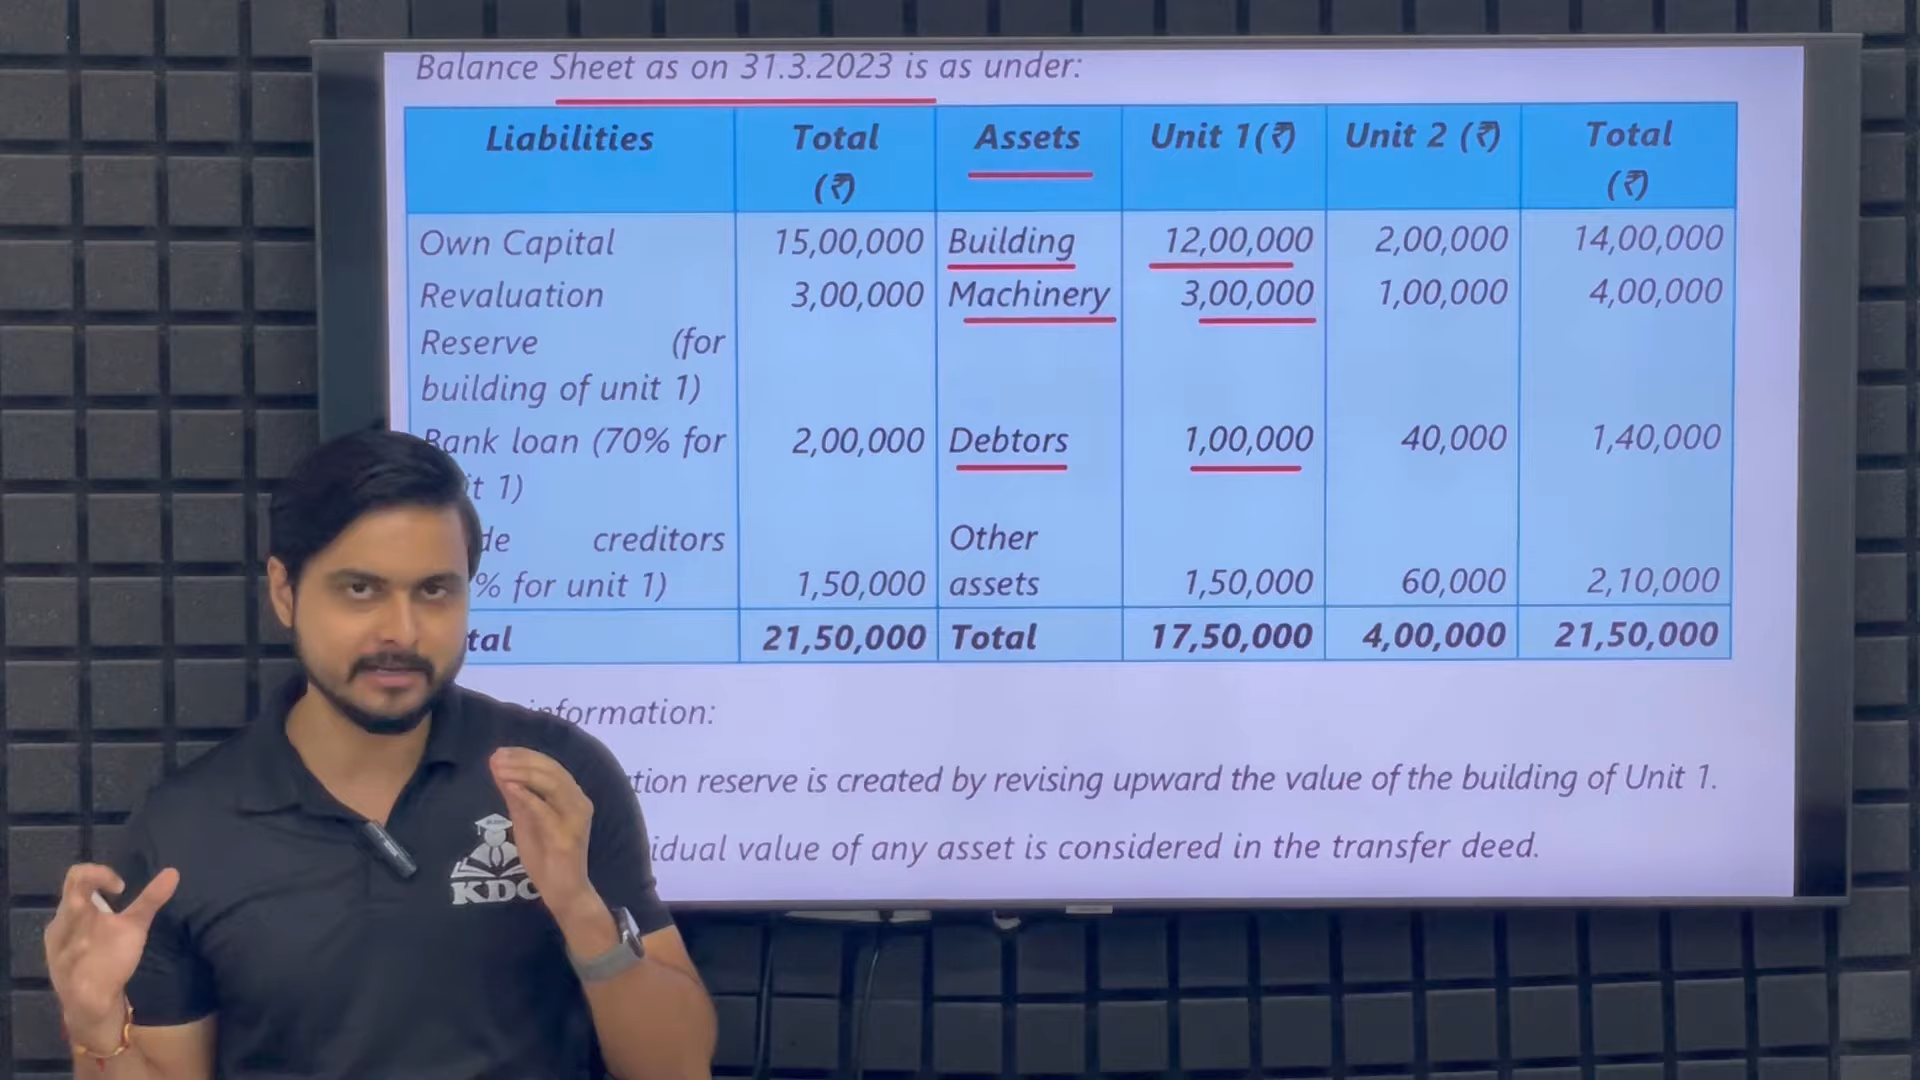 Balance Sheet as on 31.3.2023 is as under:
Liabilities Total (₹) Assets Unit 1(₹) Unit 2 (₹) Total (₹)
Own Capital 15,00,000 Building 12,00,000 2,00,000 14,00,000
Revaluation 3,00,000 Machinery 3,00,000 1,00,000 4,00,000
Reserve (for
building of unit 1)
Bank loan (70% for 2,00,000 Debtors 1,00,000 40,000 1,40,000
1)
creditors Other
% for unit 1) 1,50,000 assets 1,50,000 60,000 2,10,000
21,50,000 Total 17,50,000 4,00,000 21,50,000
information:
reserve is created by revising upward the value of the building of Unit 1.
value of any asset is considered in the transfer deed.
KDC